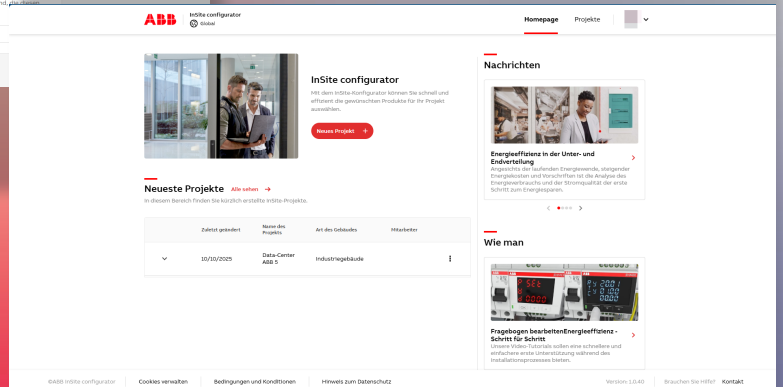 ABB
InSite configurator
Global
Homepage
Projekte
InSite configurator
Mit dem InSite-Konfigurator können Sie schnell und
effizient die gewünschten Produkte für Ihr Projekt
auswählen.
Neues Projekt +
Neueste Projekte Alle sehen →
In diesem Bereich finden Sie kürzlich erstellte InSite-Projekte.
Zuletzt geändert
Name des
Projekts
Art des Gebäudes
Mitarbeiter
10/10/2025
Data-Center
ABB 5
Industriegebäude
Nachrichten
Energieeffizienz in der Unter- und
Endverteilung
Angesichts der laufenden Energiewende, steigender
Energiekosten und Vorschriften ist die Analyse des
Energieverbrauchs und der Stromqualität der erste
Schritt zum Energiesparen.
Wie man
Fragebogen bearbeitenEnergieeffizienz -
Schritt für Schritt
Unsere Video-Tutorials sollen eine schnellere und
einfachere erste Unterstützung während des
Installationsprozesses bieten.
©ABB InSite configurator
Cookies verwalten
Bedingungen und Konditionen
Hinweis zum Datenschutz
Version: 1.0.40
Brauchen Sie Hilfe? Kontakt